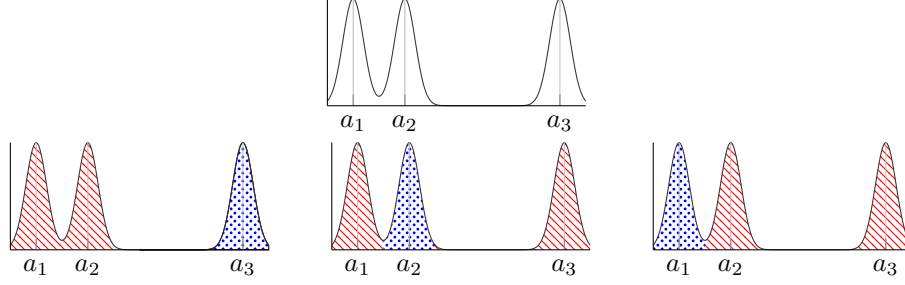 a₁ a₂ a₃
a₁ a₂ a₃ a₁ a₂ a₃ a₁ a₂ a₃